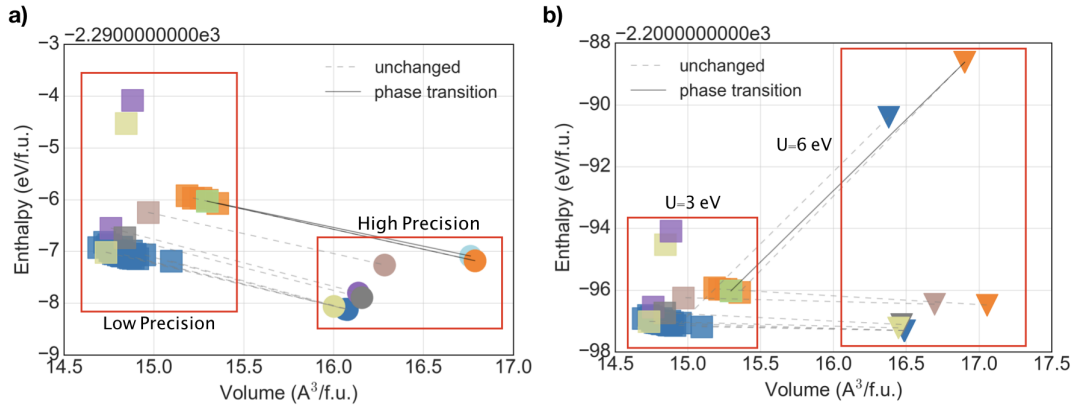 a)
−2.2900000000e3
unchanged
phase transition
High Precision
Low Precision
Enthalpy (eV/f.u.)
−3
−4
−5
−6
−7
−8
−9
14.5 15.0 15.5 16.0 16.5 17.0
Volume (A³/f.u.)
b)
−2.2000000000e3
unchanged
phase transition
U=6 eV
U=3 eV
Enthalpy (eV/f.u.)
−88
−90
−92
−94
−96
−98
14.5 15.0 15.5 16.0 16.5 17.0 17.5
Volume (A³/f.u.)